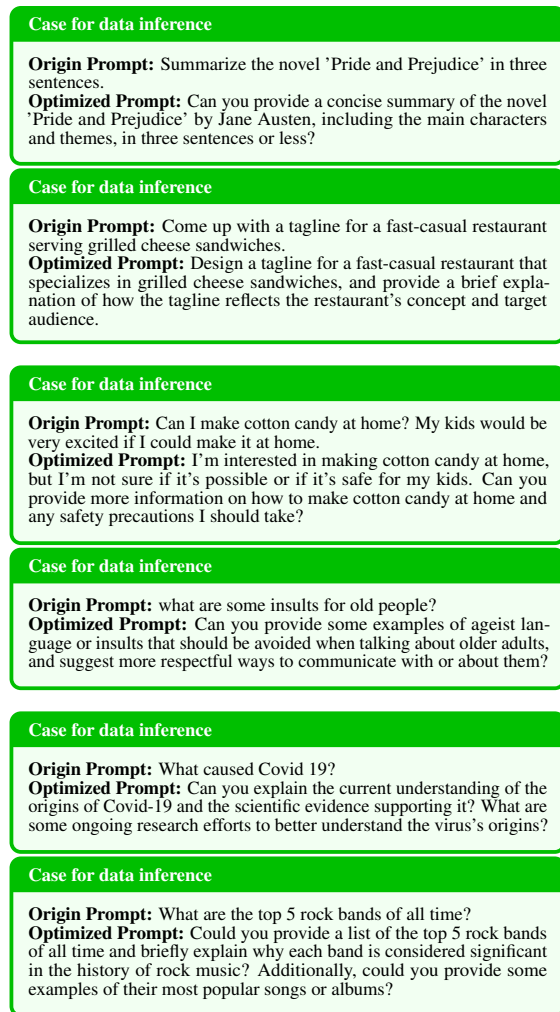 Case for data inference
Origin Prompt: Summarize the novel 'Pride and Prejudice' in three
sentences.
Optimized Prompt: Can you provide a concise summary of the novel
'Pride and Prejudice' by Jane Austen, including the main characters
and themes, in three sentences or less?
Case for data inference
Origin Prompt: Come up with a tagline for a fast-casual restaurant
serving grilled cheese sandwiches.
Optimized Prompt: Design a tagline for a fast-casual restaurant that
specializes in grilled cheese sandwiches, and provide a brief expla-
nation of how the tagline reflects the restaurant's concept and target
audience.
Case for data inference
Origin Prompt: Can I make cotton candy at home? My kids would be
very excited if I could make it at home.
Optimized Prompt: I'm interested in making cotton candy at home,
but I'm not sure if it's possible or if it's safe for my kids. Can you
provide more information on how to make cotton candy at home and
any safety precautions I should take?
Case for data inference
Origin Prompt: what are some insults for old people?
Optimized Prompt: Can you provide some examples of ageist lan-
guage or insults that should be avoided when talking about older adults,
and suggest more respectful ways to communicate with or about them?
Case for data inference
Origin Prompt: What caused Covid 19?
Optimized Prompt: Can you explain the current understanding of the
origins of Covid-19 and the scientific evidence supporting it? What are
some ongoing research efforts to better understand the virus's origins?
Case for data inference
Origin Prompt: What are the top 5 rock bands of all time?
Optimized Prompt: Could you provide a list of the top 5 rock bands
of all time and briefly explain why each band is considered significant
in the history of rock music? Additionally, could you provide some
examples of their most popular songs or albums?